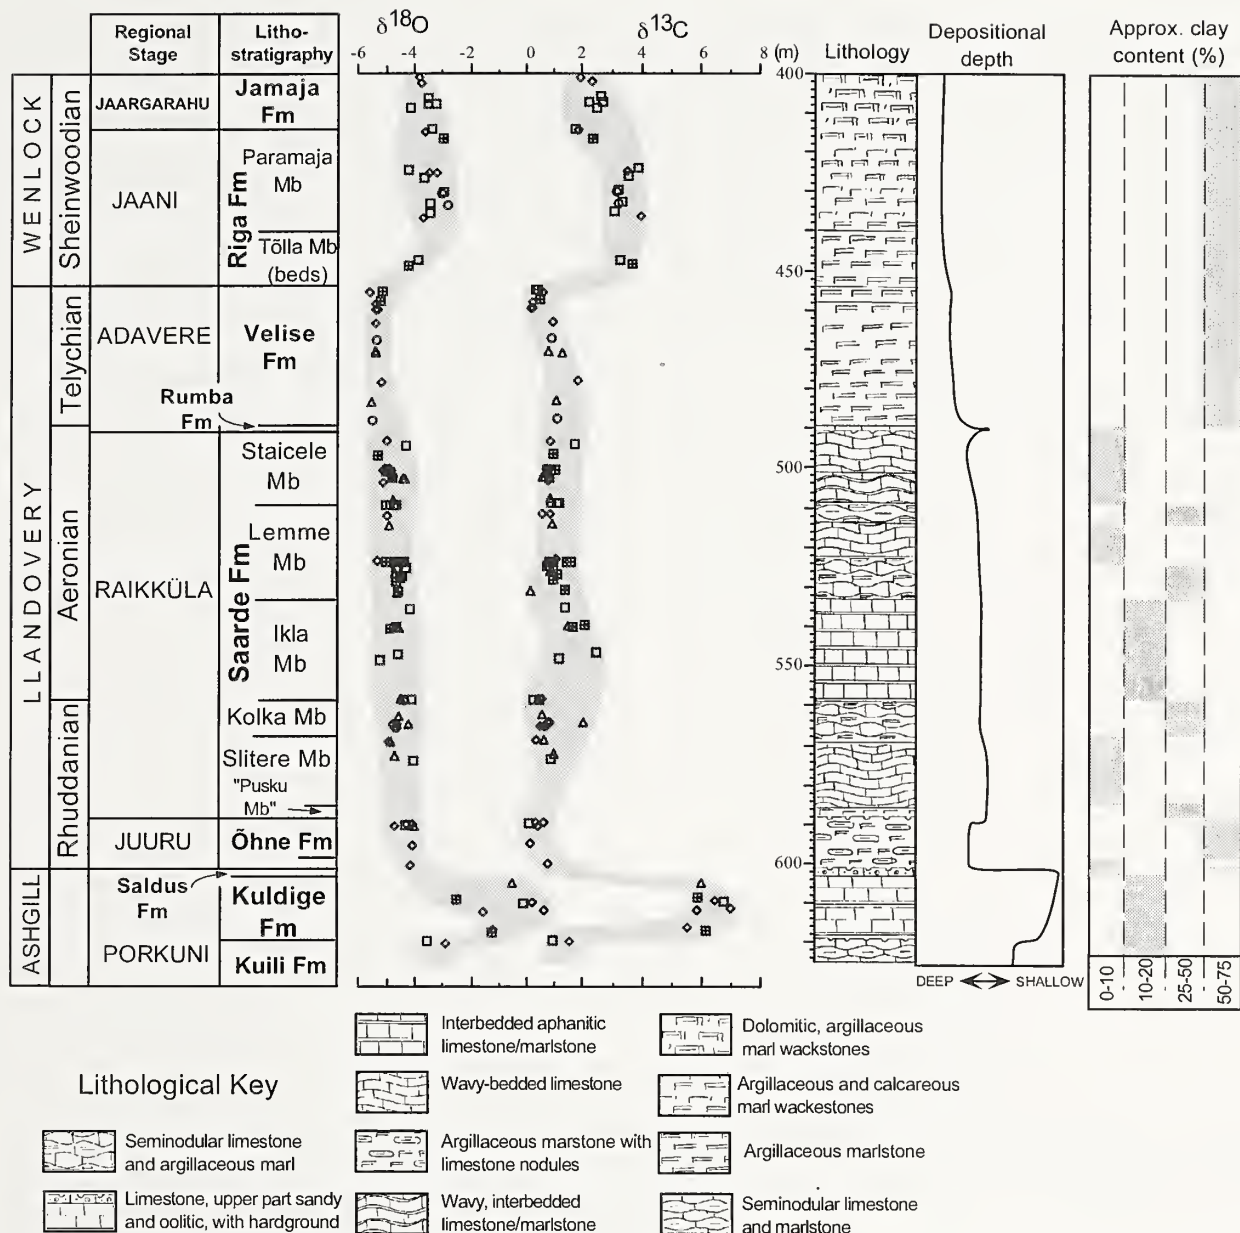 Regional
Stage
Litho-
stratigraphy
δ18O
δ13C
-6 -4 -2 0 2 4 6 8 (m)
Lithology
Depositional
depth
Approx. clay
content (%)
WENLOCK
Sheinwoodian
JAARGARAHU
Jamaja
Fm
JAANI
Riga Fm
Paramaja
Mb
Tõlla Mb
(beds)
LLANDOVERY
Telychian
ADAVERE
Velise
Fm
Rumba
Fm
Aeronian
RAIKKÜLA
Saarde Fm
Staicele
Mb
Lemme
Mb
Ikla
Mb
Rhuddanian
Kolka Mb
Slitere Mb
"Pusku
Mb"
JUURU
Õhne Fm
ASHGILL
Saldus
Fm
Kuldige
Fm
PORKUNI
Kuili Fm
400
450
500
550
600
DEEP SHALLOW
0-10
10-20
25-50
50-75
Lithological Key
Interbedded aphanitic
limestone/marlstone
Dolomitic, argillaceous
marl wackstones
Wavy-bedded limestone
Argillaceous and calcareous
marl wackestones
Seminodular limestone
and argillaceous marl
Argillaceous marstone with
limestone nodules
Argillaceous marlstone
Limestone, upper part sandy
and oolitic, with hardground
Wavy, interbedded
limestone/marlstone
Seminodular limestone
and marlstone